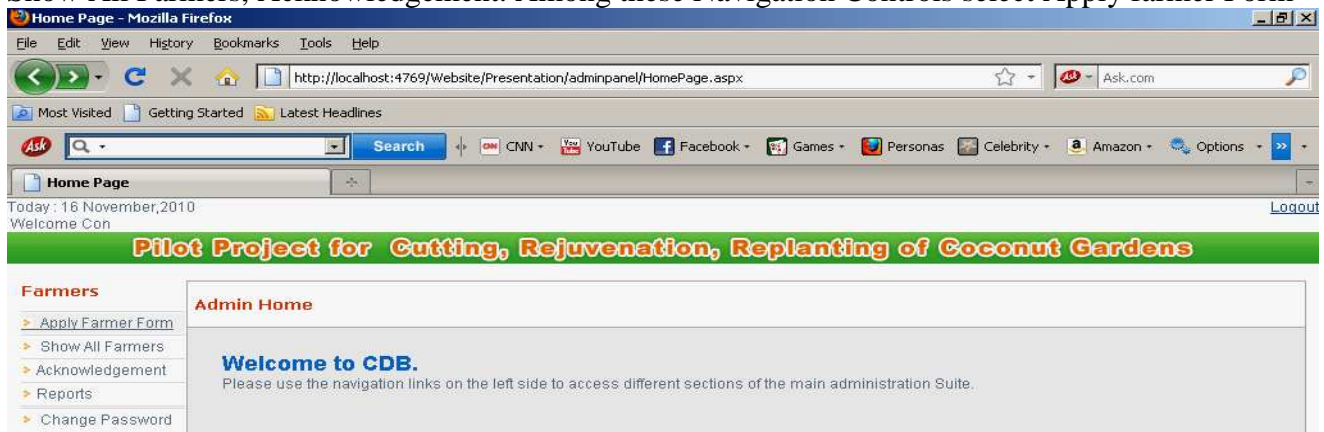 Show All Farmers, Acknowledgement. Among these Navigation Controls select Apply farmer Form
Home Page - Mozilla Firefox
File Edit View History Bookmarks Tools Help
http://localhost:4769/Website/Presentation/adminpanel/HomePage.aspx Ask.com
Most Visited Getting Started Latest Headlines
Ask Search CNN YouTube Facebook Games Personas Celebrity Amazon Options
Home Page
Today : 16 November,2010 Logout
Welcome Con
Pilot Project for Cutting, Rejuvenation, Replanting of Coconut Gardens
Farmers
Apply Farmer Form
Show All Farmers
Acknowledgement
Reports
Change Password
Admin Home
Welcome to CDB.
Please use the navigation links on the left side to access different sections of the main administration Suite.